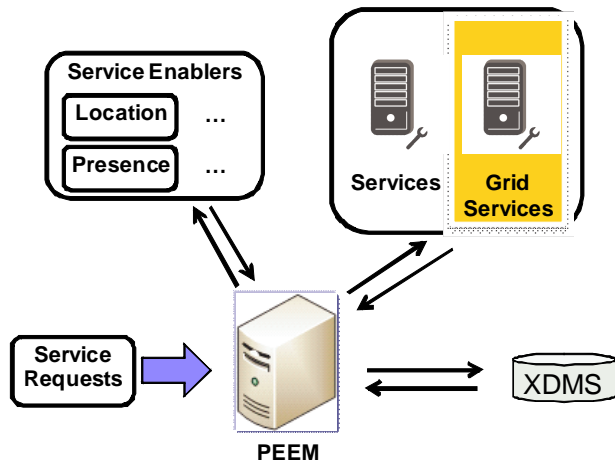 Service Enablers
Location ...
Presence ...
Services
Grid
Services
Service
Requests
PEEM
XDMS